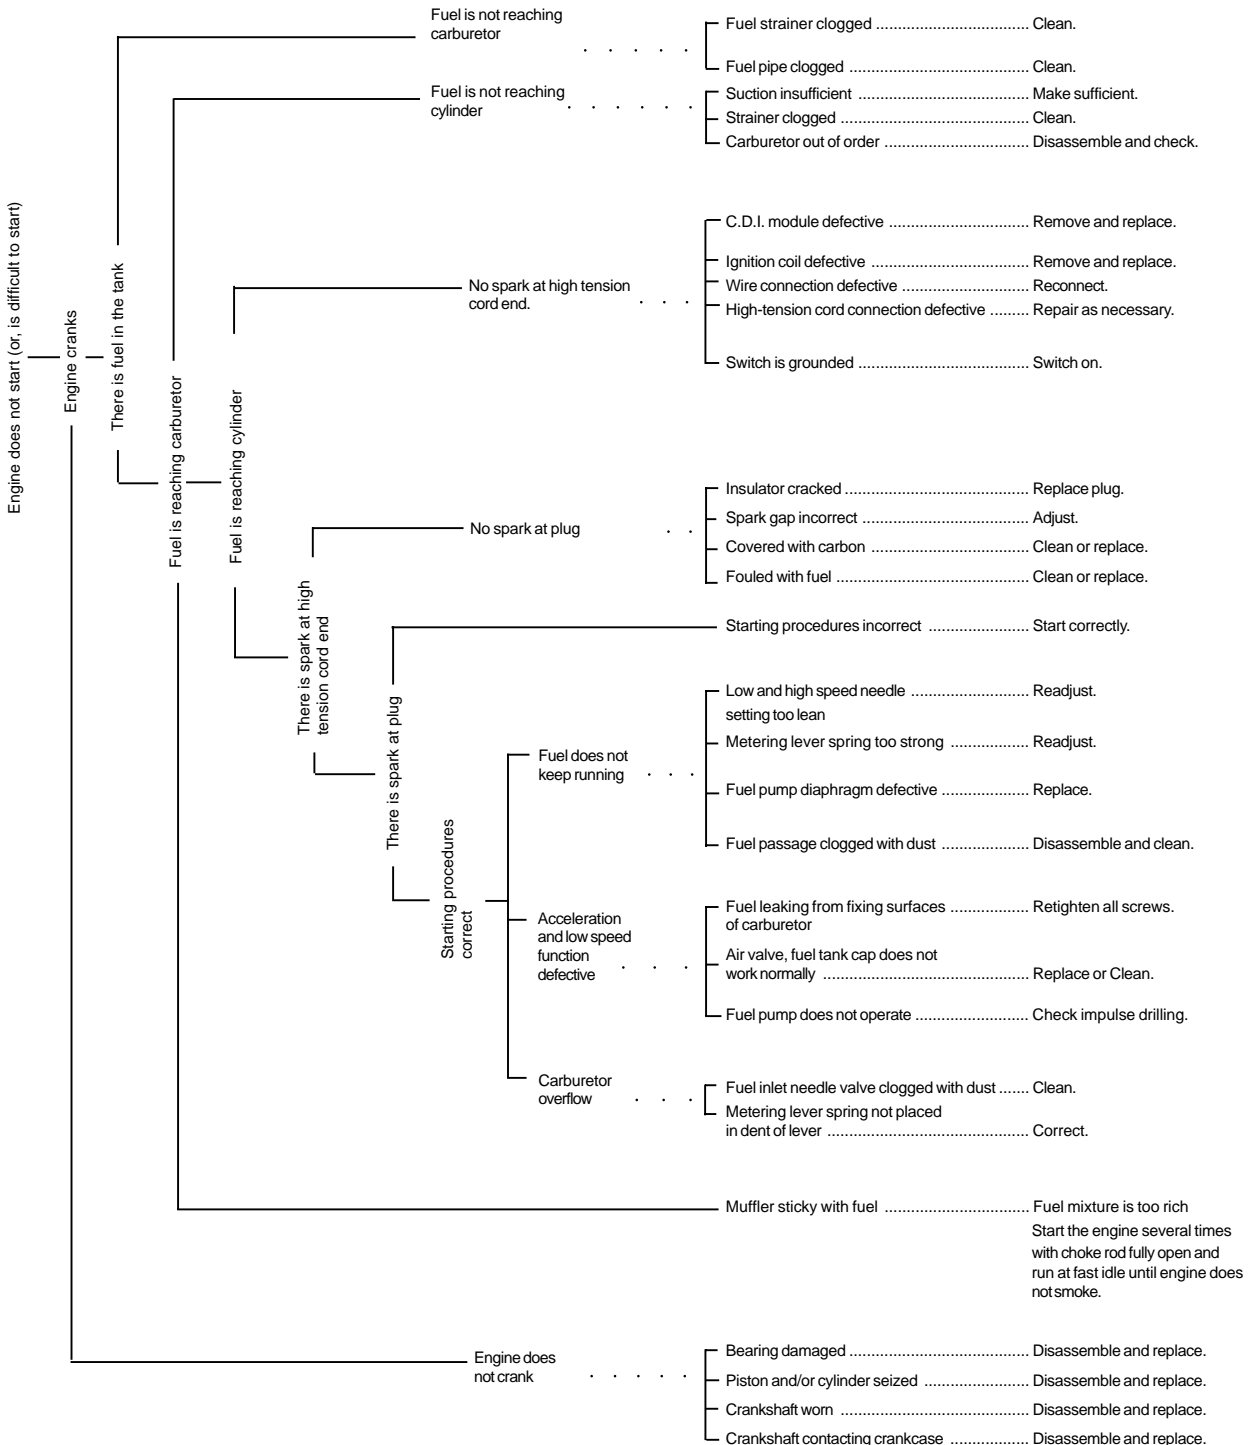 Engine does not start (or, is difficult to start)
Engine cranks
There is fuel in the tank
Fuel is not reaching
carburetor
Fuel strainer clogged ................................... Clean.
Fuel pipe clogged ......................................... Clean.
Fuel is reaching carburetor
Fuel is not reaching
cylinder
Suction insufficient ....................................... Make sufficient.
Strainer clogged ........................................... Clean.
Carburetor out of order .................................. Disassemble and check.
Fuel is reaching cylinder
No spark at high tension
cord end.
C.D.I. module defective ................................ Remove and replace.
Ignition coil defective .................................... Remove and replace.
Wire connection defective ............................. Reconnect.
High-tension cord connection defective ......... Repair as necessary.
Switch is grounded ....................................... Switch on.
There is spark at high
tension cord end
No spark at plug
Insulator cracked .......................................... Replace plug.
Spark gap incorrect ...................................... Adjust.
Covered with carbon ..................................... Clean or replace.
Fouled with fuel ............................................ Clean or replace.
There is spark at plug
Starting procedures incorrect ....................... Start correctly.
Starting procedures
correct
Fuel does not
keep running
Low and high speed needle ........................... Readjust.
setting too lean
Metering lever spring too strong .................. Readjust.
Fuel pump diaphragm defective .................... Replace.
Fuel passage clogged with dust .................... Disassemble and clean.
Acceleration
and low speed
function
defective
Fuel leaking from fixing surfaces .................. Retighten all screws.
of carburetor
Air valve, fuel tank cap does not
work normally ............................................... Replace or Clean.
Fuel pump does not operate .......................... Check impulse drilling.
Carburetor
overflow
Fuel inlet needle valve clogged with dust ....... Clean.
Metering lever spring not placed
in dent of lever .............................................. Correct.
Muffler sticky with fuel ................................. Fuel mixture is too rich
Start the engine several times
with choke rod fully open and
run at fast idle until engine does
not smoke.
Engine does
not crank
Bearing damaged ......................................... Disassemble and replace.
Piston and/or cylinder seized ........................ Disassemble and replace.
Crankshaft worn ........................................... Disassemble and replace.
Crankshaft contacting crankcase .................. Disassemble and replace.